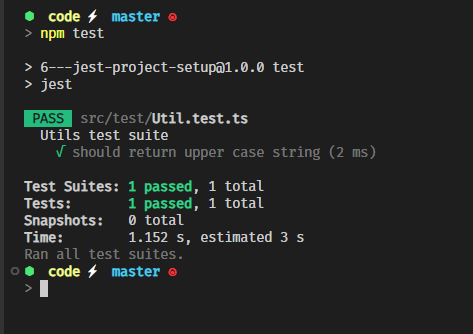 code ⚡ master ⊚
> npm test
> 6---jest-project-setup@1.0.0 test
> jest
PASS src/test/Util.test.ts
Utils test suite
√ should return upper case string (2 ms)
Test Suites: 1 passed, 1 total
Tests: 1 passed, 1 total
Snapshots: 0 total
Time: 1.152 s, estimated 3 s
Ran all test suites.
code ⚡ master ⊚
>